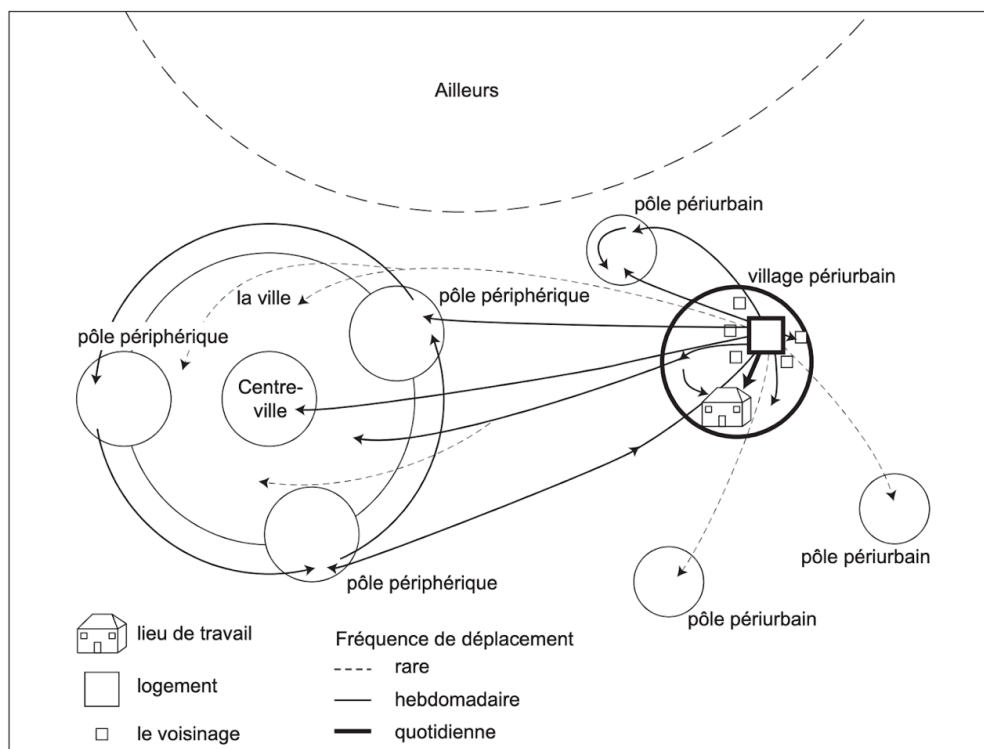 Ailleurs
pôle périurbain
village périurbain
la ville
pôle périphérique
pôle périphérique
Centre-
ville
pôle périurbain
pôle périphérique
pôle périurbain
lieu de travail
logement
le voisinage
Fréquence de déplacement
rare
hebdomadaire
quotidienne